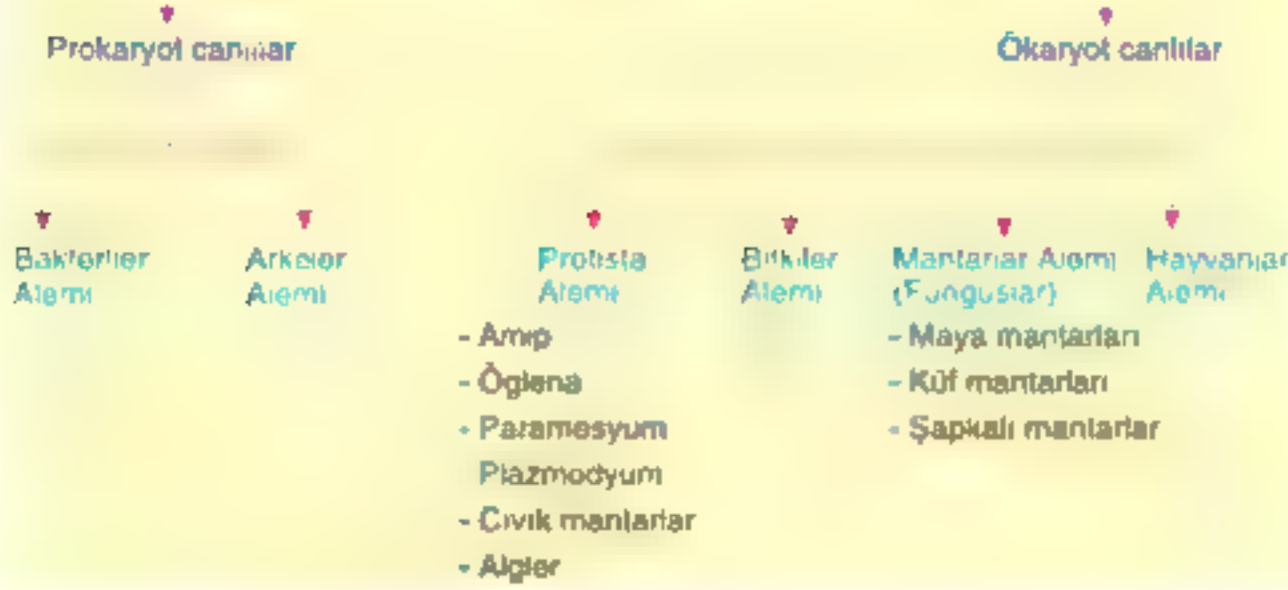 Prokaryot canlılar
Ökaryot canlılar
Bakteriler
Alemi
Arkeler
Alemi
Protista
Alemi
Bitkiler
Alemi
Mantarlar Alemi
(Funguslar)
Hayvanlar
Alemi
- Amip
- Öglena
- Paramesyum
Plazmodyum
- Cıvık mantarlar
- Algler
- Maya mantarları
- Küf mantarları
- Şapkalı mantarlar